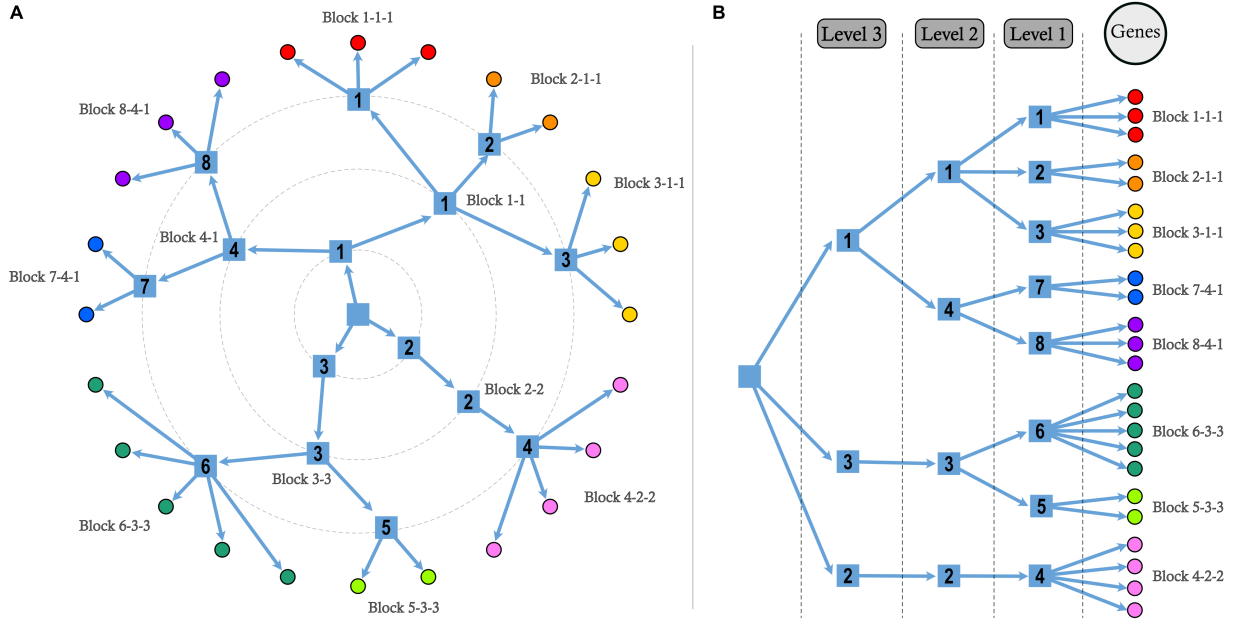 A
Block 1-1-1
Block 2-1-1
Block 8-4-1
Block 3-1-1
Block 1-1
Block 4-1
Block 7-4-1
Block 2-2
Block 3-3
Block 4-2-2
Block 6-3-3
Block 5-3-3
1
2
8
1
4
1
3
7
2
3
2
3
4
6
5
B
Level 3
Level 2
Level 1
Genes
1
Block 1-1-1
1
2
Block 2-1-1
1
3
Block 3-1-1
4
7
Block 7-4-1
8
Block 8-4-1
3
3
6
Block 6-3-3
5
Block 5-3-3
2
2
4
Block 4-2-2